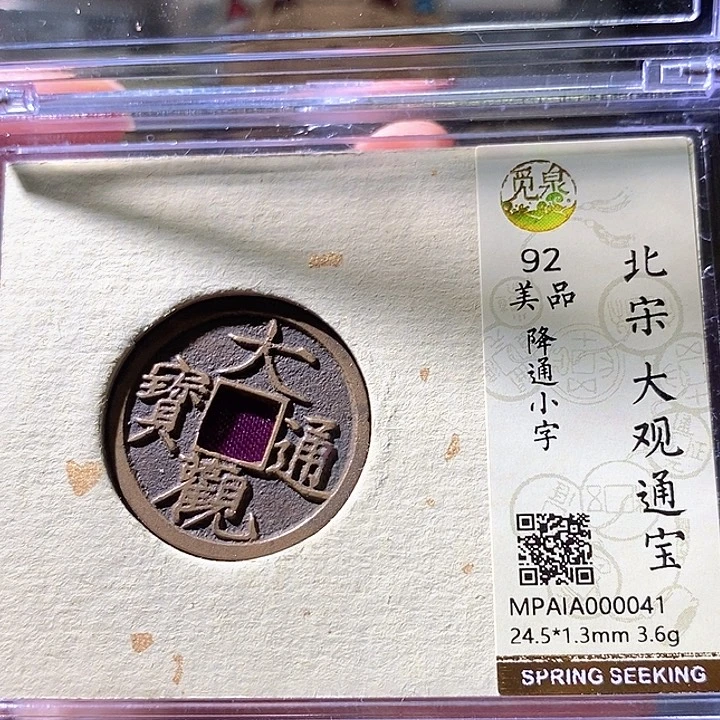 大觀通寶
觅泉
92
美品
降通小字
北宋大观通宝
MPAIA000041
24.5*1.3mm 3.6g
SPRING SEEKING